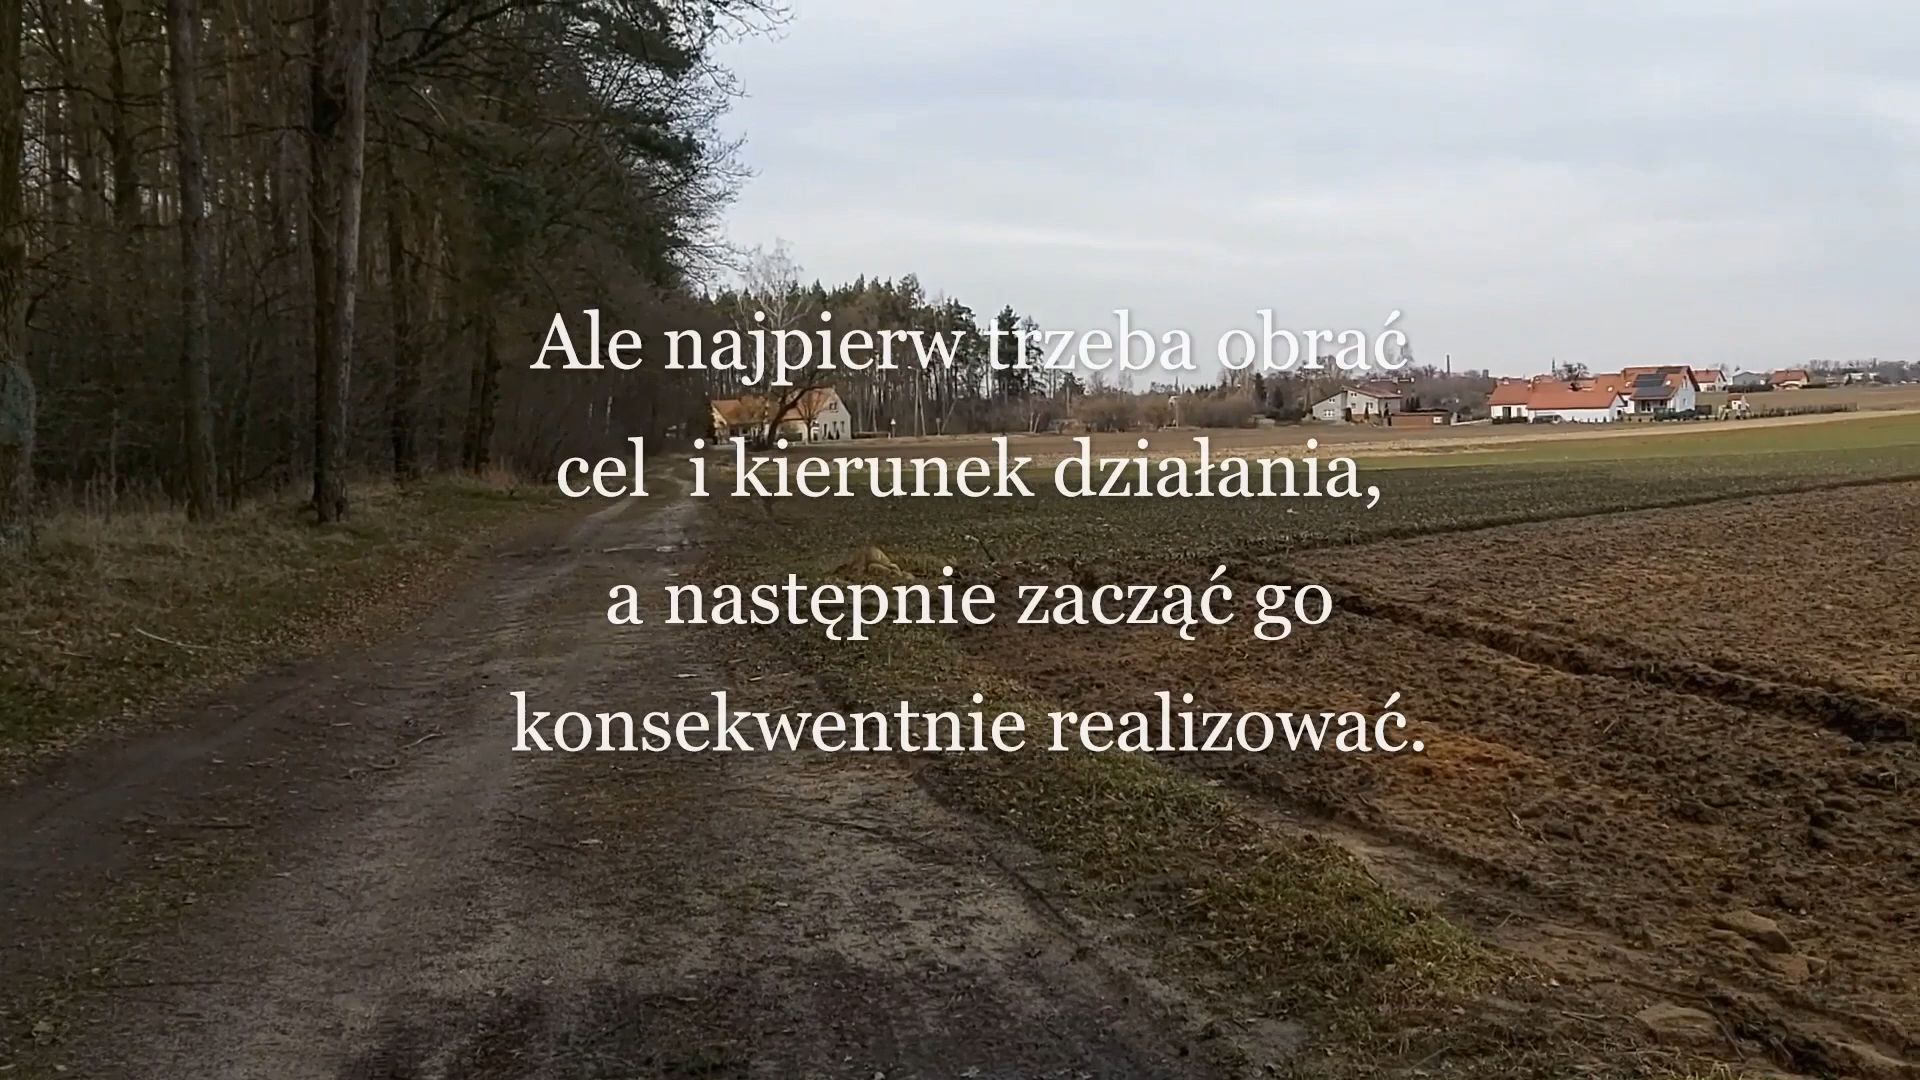 Ale najpierw trzeba obrać
cel  i kierunek działania,
a następnie zacząć go
konsekwentnie realizować.